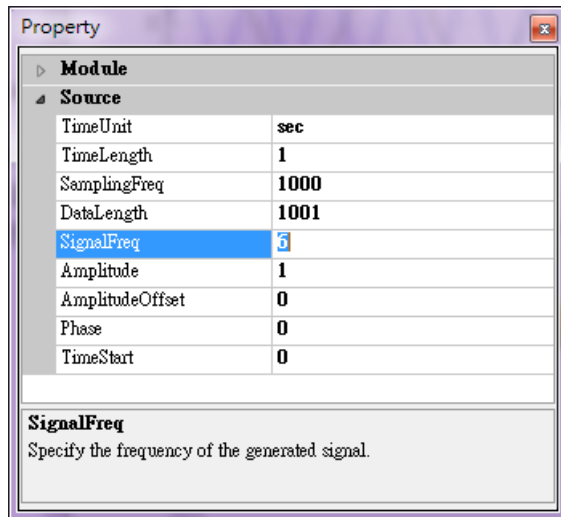 Property
Module
Source
TimeUnit sec
TimeLength 1
SamplingFreq 1000
DataLength 1001
SignalFreq 6
Amplitude 1
AmplitudeOffset 0
Phase 0
TimeStart 0
SignalFreq
Specify the frequency of the generated signal.